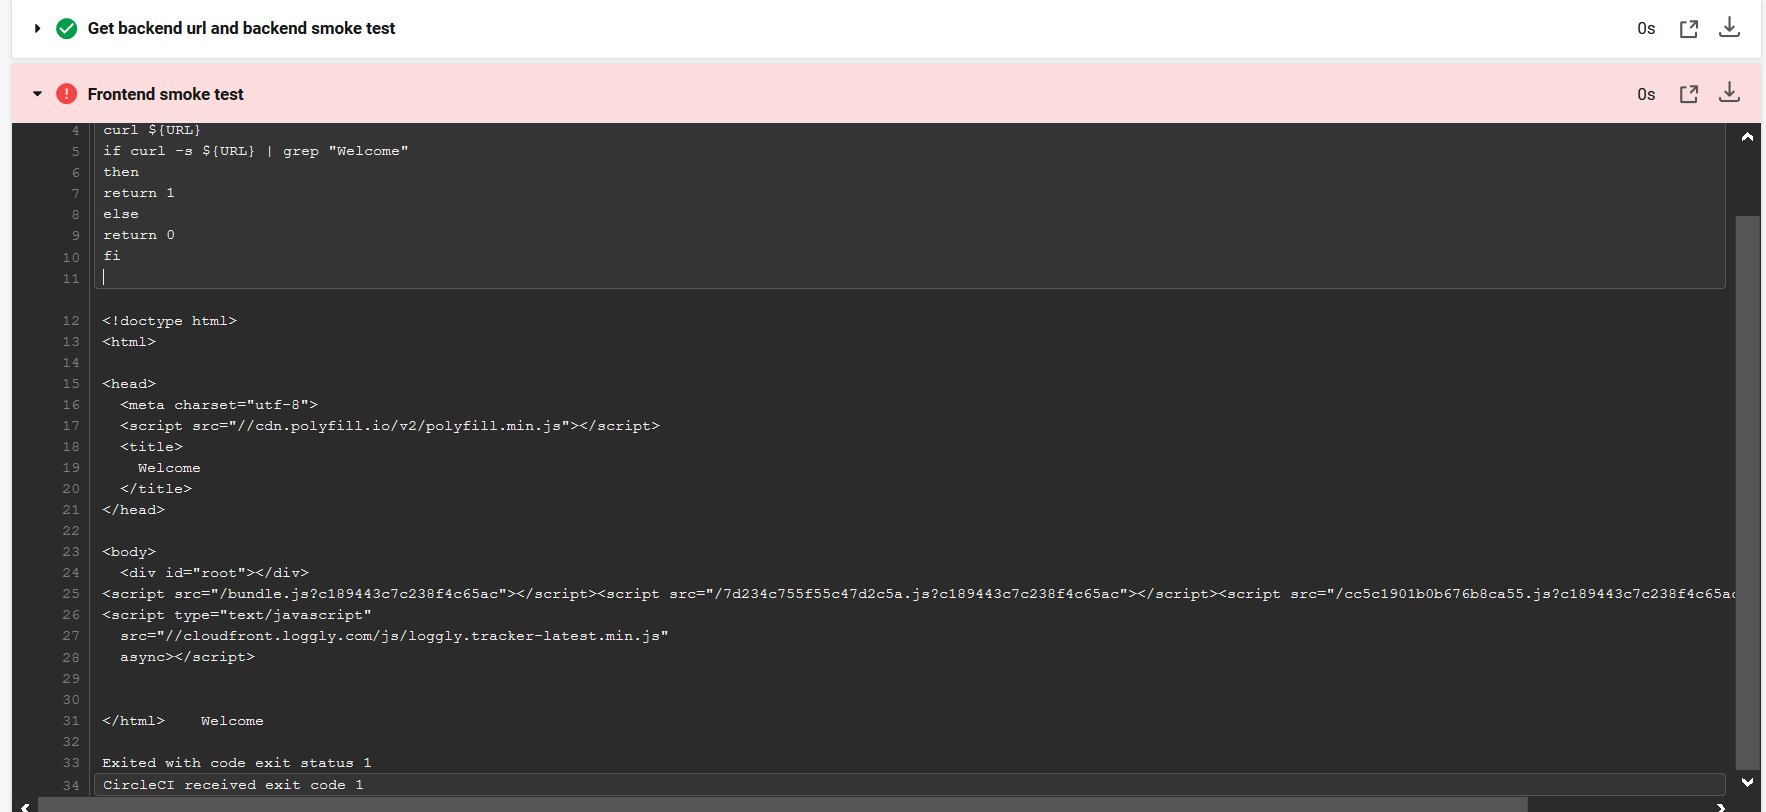 Get backend url and backend smoke test 0s
Frontend smoke test 0s
4 curl ${URL}
5 if curl -s ${URL} | grep "Welcome"
6 then
7 return 1
8 else
9 return 0
10 fi
11
12 <!doctype html>
13 <html>
14
15 <head>
16 <meta charset="utf-8">
17 <script src="//cdn.polyfill.io/v2/polyfill.min.js"></script>
18 <title>
19 Welcome
20 </title>
21 </head>
22
23 <body>
24 <div id="root"></div>
25 <script src="/bundle.js?c189443c7c238f4c65ac"></script><script src="/7d234c755f55c47d2c5a.js?c189443c7c238f4c65ac"></script><script src="/cc5c1901b0b676b8ca55.js?c189443c7c238f4c65ac
26 <script type="text/javascript"
27 src="//cloudfront.loggly.com/js/loggly.tracker-latest.min.js"
28 async></script>
29
30
31 </html> Welcome
32
33 Exited with code exit status 1
34 CircleCI received exit code 1